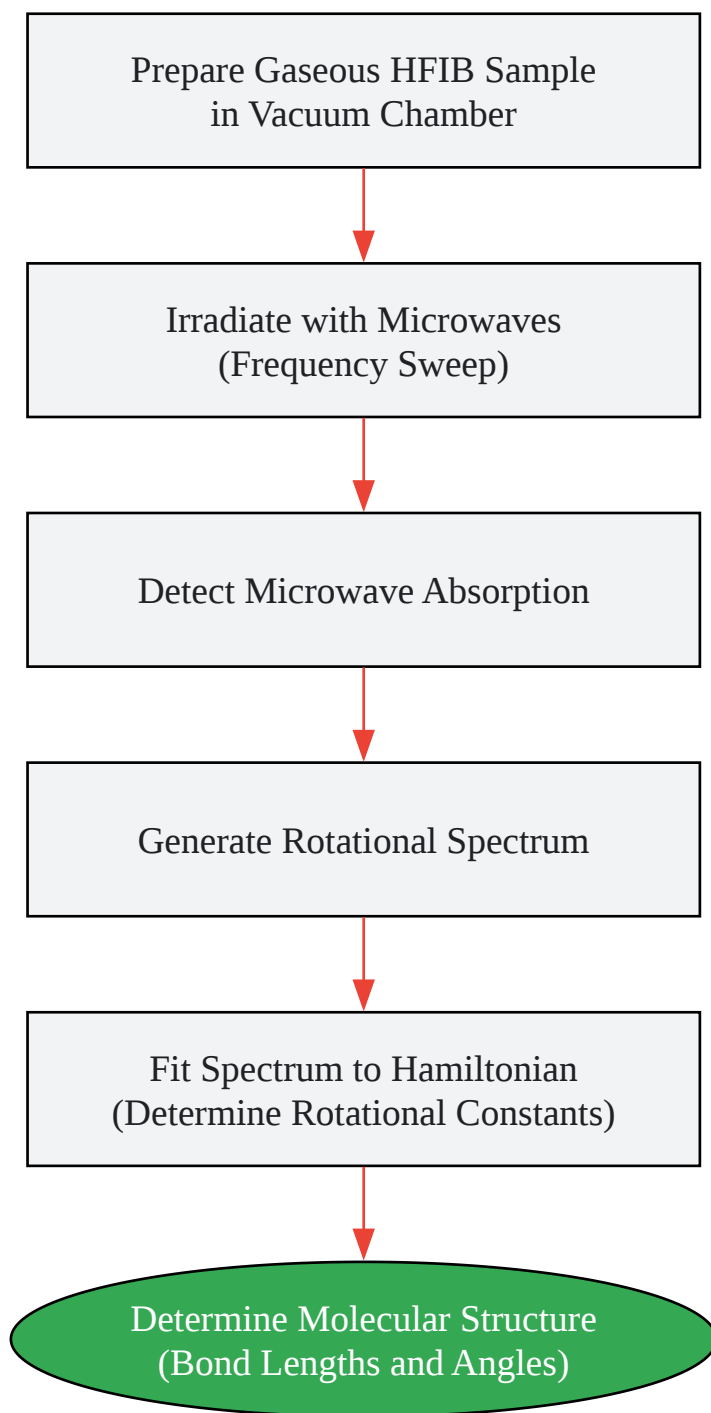 Prepare Gaseous HFIB Sample
in Vacuum Chamber
Irradiate with Microwaves
(Frequency Sweep)
Detect Microwave Absorption
Generate Rotational Spectrum
Fit Spectrum to Hamiltonian
(Determine Rotational Constants)
Determine Molecular Structure
(Bond Lengths and Angles)